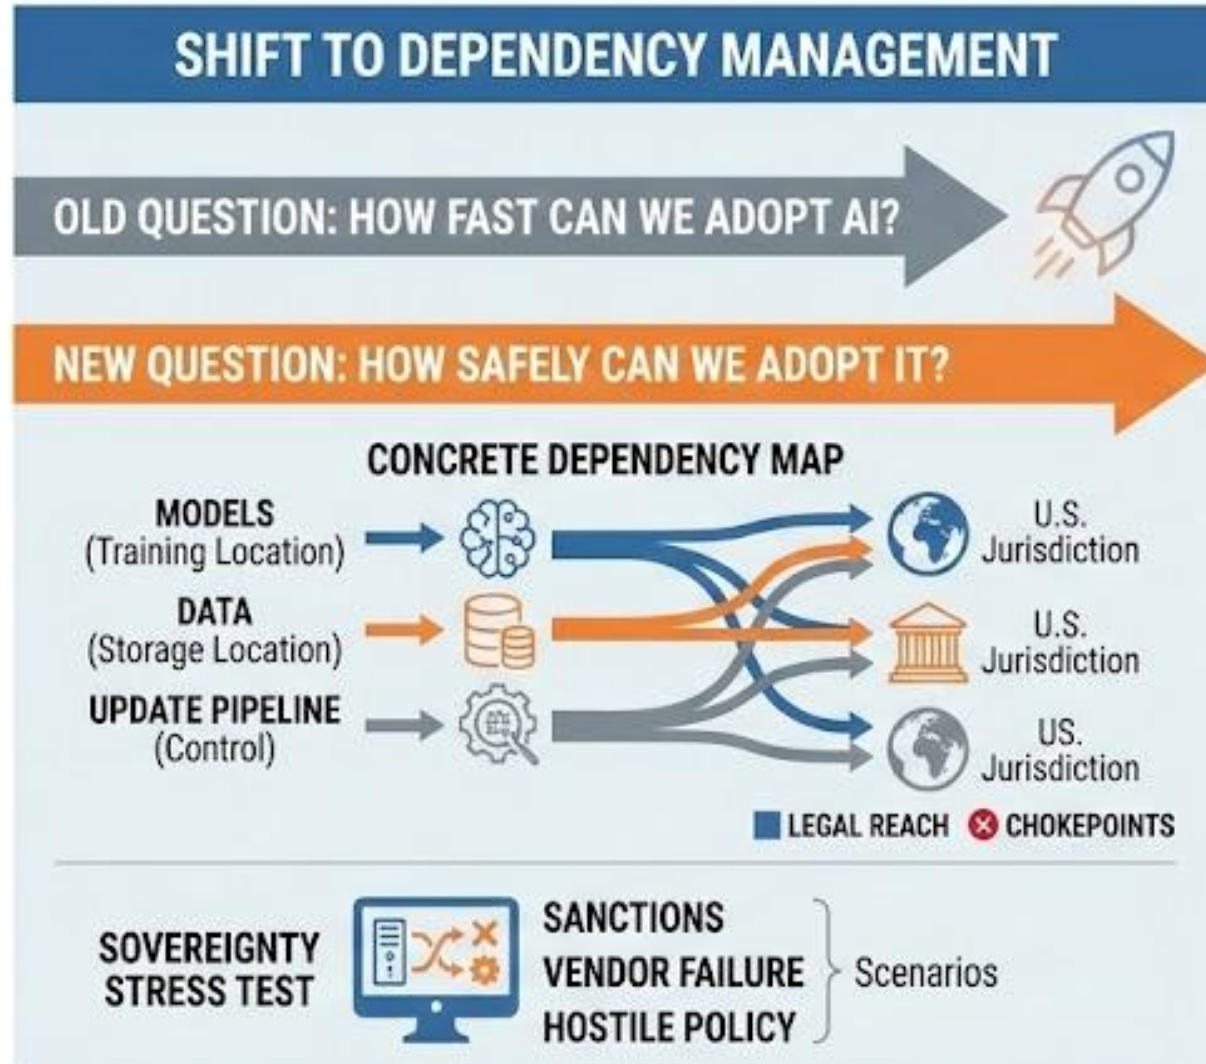 SHIFT TO DEPENDENCY MANAGEMENT
OLD QUESTION: HOW FAST CAN WE ADOPT AI?
NEW QUESTION: HOW SAFELY CAN WE ADOPT IT?
CONCRETE DEPENDENCY MAP
MODELS
(Training Location)
DATA
(Storage Location)
UPDATE PIPELINE
(Control)
U.S.
Jurisdiction
U.S.
Jurisdiction
US.
Jurisdiction
LEGAL REACH
CHOKEPOINTS
SOVEREIGNTY
STRESS TEST
SANCTIONS
VENDOR FAILURE
HOSTILE POLICY
Scenarios